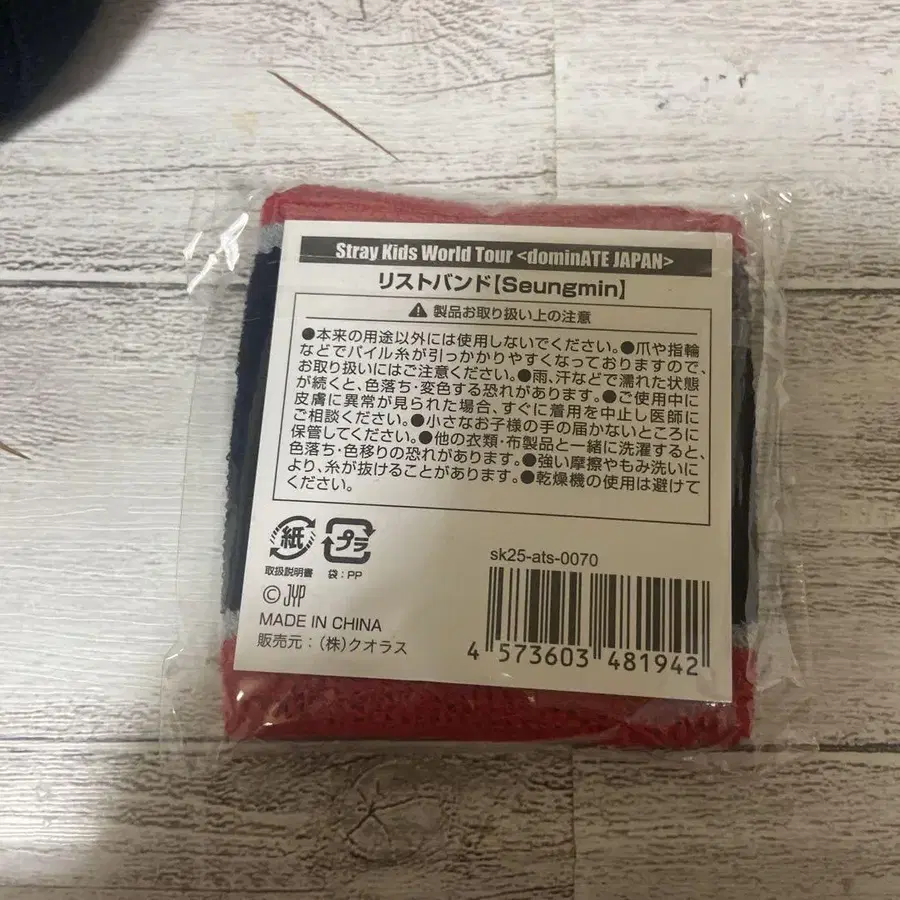 Stray Kids World Tour <dominATE JAPAN>
リストバンド【Seungmin】
製品お取り扱い上の注意
●本来の用途以外には使用しないでください。●爪や指輪
などでパイル糸が引っかかりやすくなっておりますので、
お取り扱いにはご注意ください。●雨、汗などで濡れた状態
が続くと、色落ち・変色する恐れがあります。●ご使用中に
皮膚に異常が見られた場合、すぐに着用を中止し医師に
ご相談ください。●小さなお子様の手の届かないところに
保管してください。●他の衣類・布製品と一緒に洗濯すると、
色落ち・色移りの恐れがあります。●強い摩擦やもみ洗いに
より、糸が抜けることがあります。●乾燥機の使用は避けて
ください。
紙 プラ
取扱説明書 袋：PP
sk25-ats-0070
©JYP
MADE IN CHINA
販売元：（株）クオラス
4 573603 481942